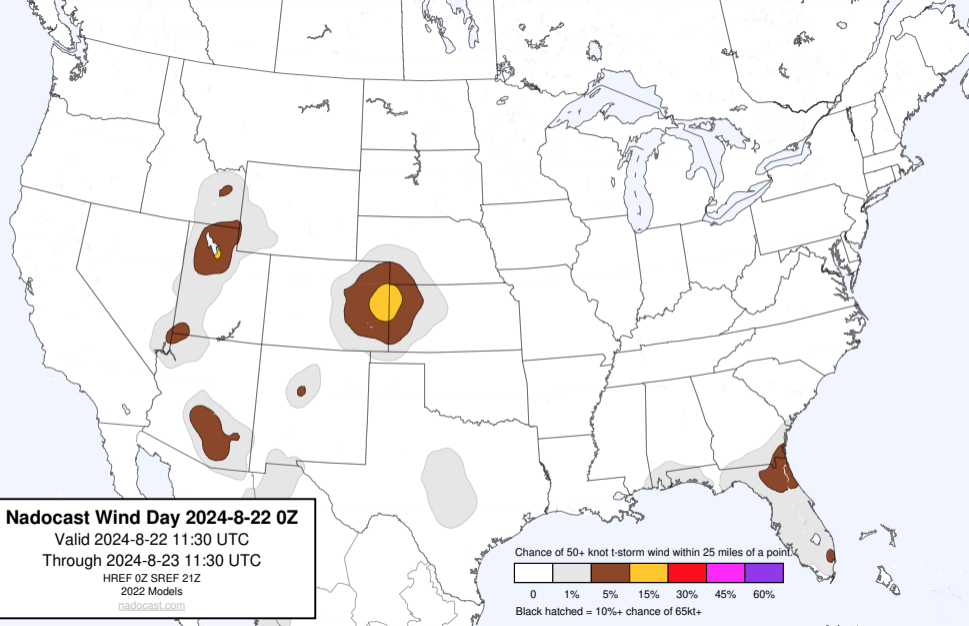 Nadocast Wind Day 2024-8-22 0Z
Valid 2024-8-22 11:30 UTC
Through 2024-8-23 11:30 UTC
HREF 0Z SREF 21Z
2022 Models
nadocast.com
Chance of 50+ knot t-storm wind within 25 miles of a point.
0 1% 5% 15% 30% 45% 60%
Black hatched = 10%+ chance of 65kt+